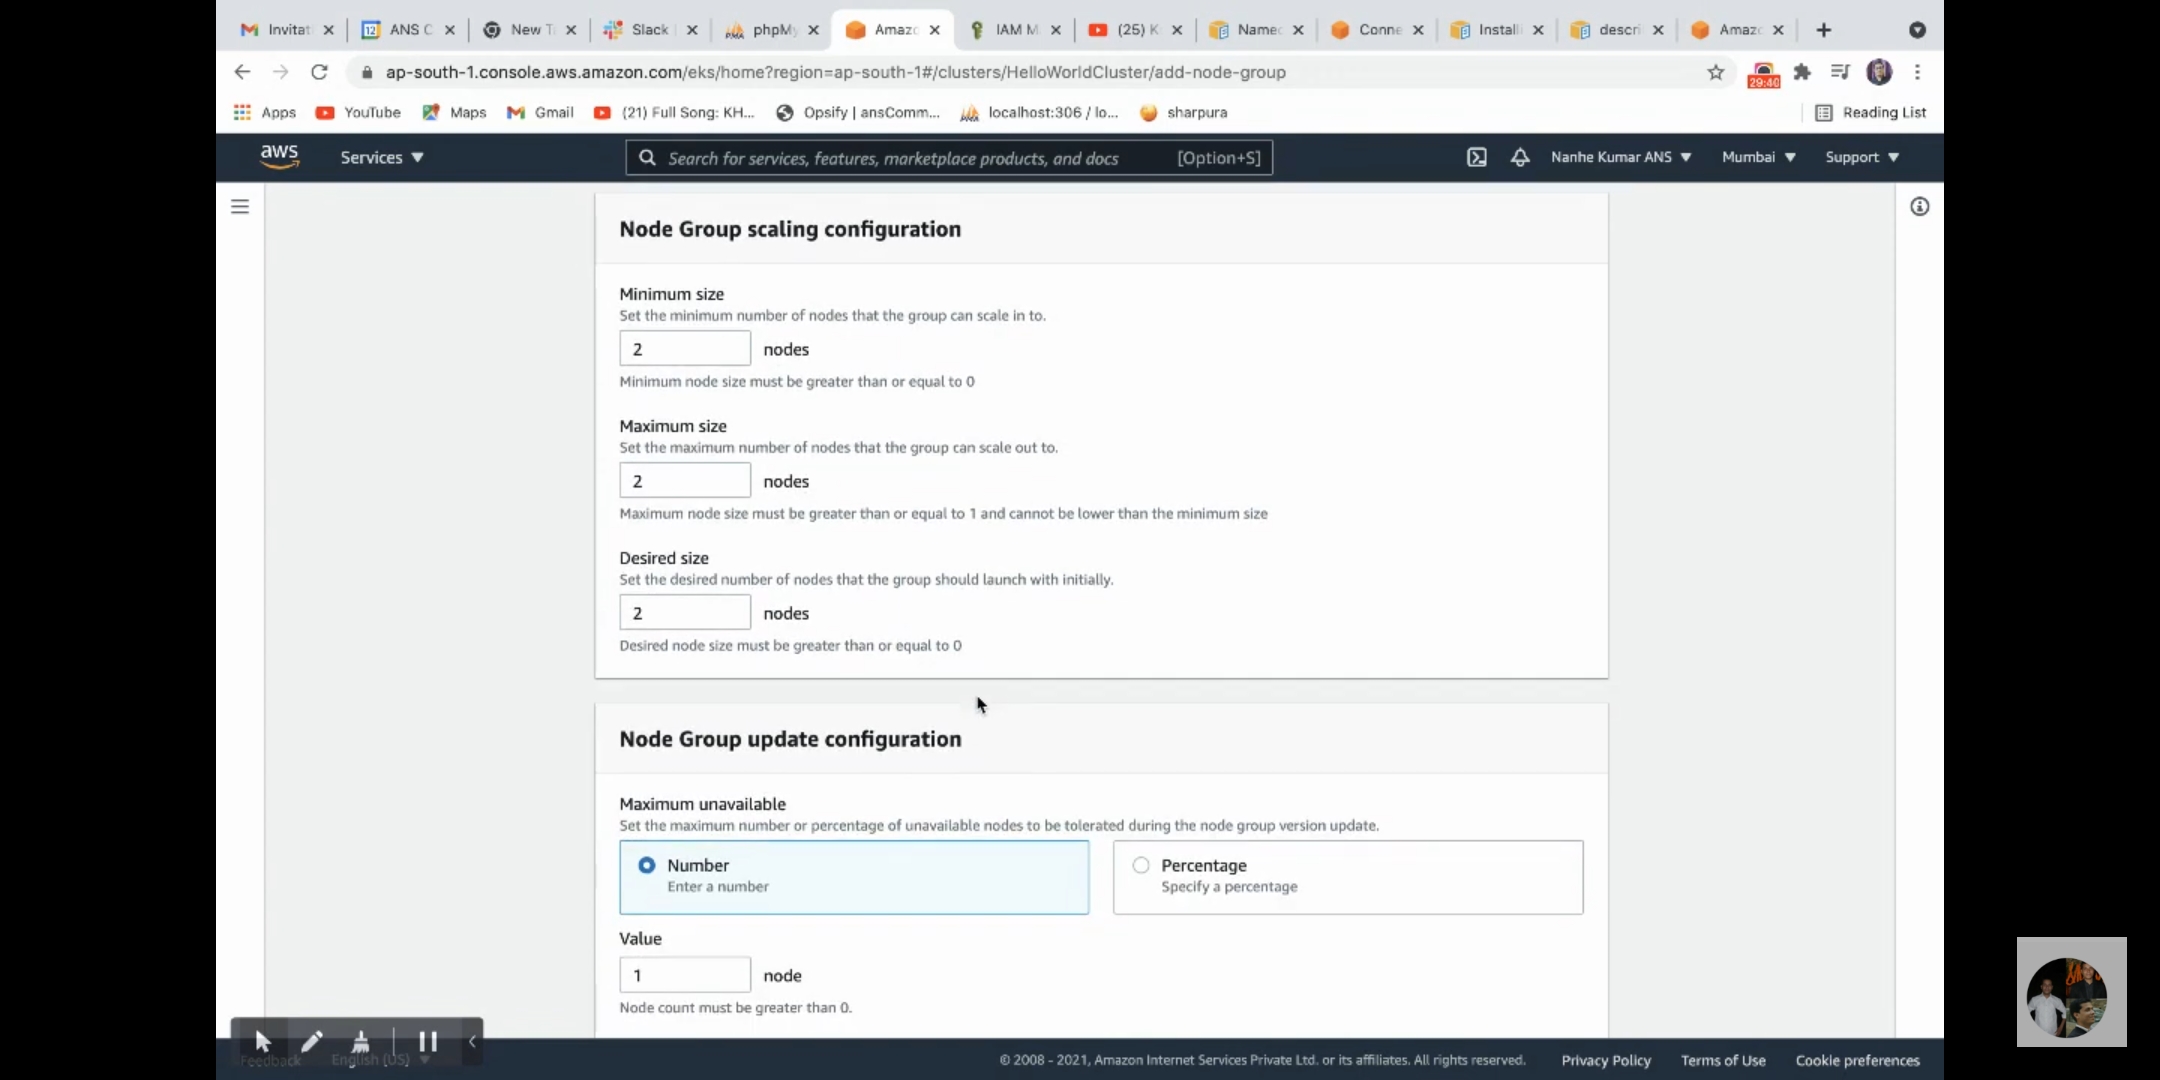 Invitat
ANS C
New T
Slack
phpMy
Amazo
IAM M
(25) K
Named
Conne
Install
descri
Amazo
ap-south-1.console.aws.amazon.com/eks/home?region=ap-south-1#/clusters/HelloWorldCluster/add-node-group
29:40
Apps YouTube Maps Gmail (21) Full Song: KH... Opsify | ansComm... localhost:306 / lo... sharpura Reading List
aws Services ▼ Search for services, features, marketplace products, and docs [Option+S] Nanhe Kumar ANS ▼ Mumbai ▼ Support ▼
Node Group scaling configuration
Minimum size
Set the minimum number of nodes that the group can scale in to.
2 nodes
Minimum node size must be greater than or equal to 0
Maximum size
Set the maximum number of nodes that the group can scale out to.
2 nodes
Maximum node size must be greater than or equal to 1 and cannot be lower than the minimum size
Desired size
Set the desired number of nodes that the group should launch with initially.
2 nodes
Desired node size must be greater than or equal to 0
Node Group update configuration
Maximum unavailable
Set the maximum number or percentage of unavailable nodes to be tolerated during the node group version update.
Number
Enter a number
Percentage
Specify a percentage
Value
1 node
Node count must be greater than 0.
Feedback English (US) ▼ © 2008 - 2021, Amazon Internet Services Private Ltd. or its affiliates. All rights reserved. Privacy Policy Terms of Use Cookie preferences